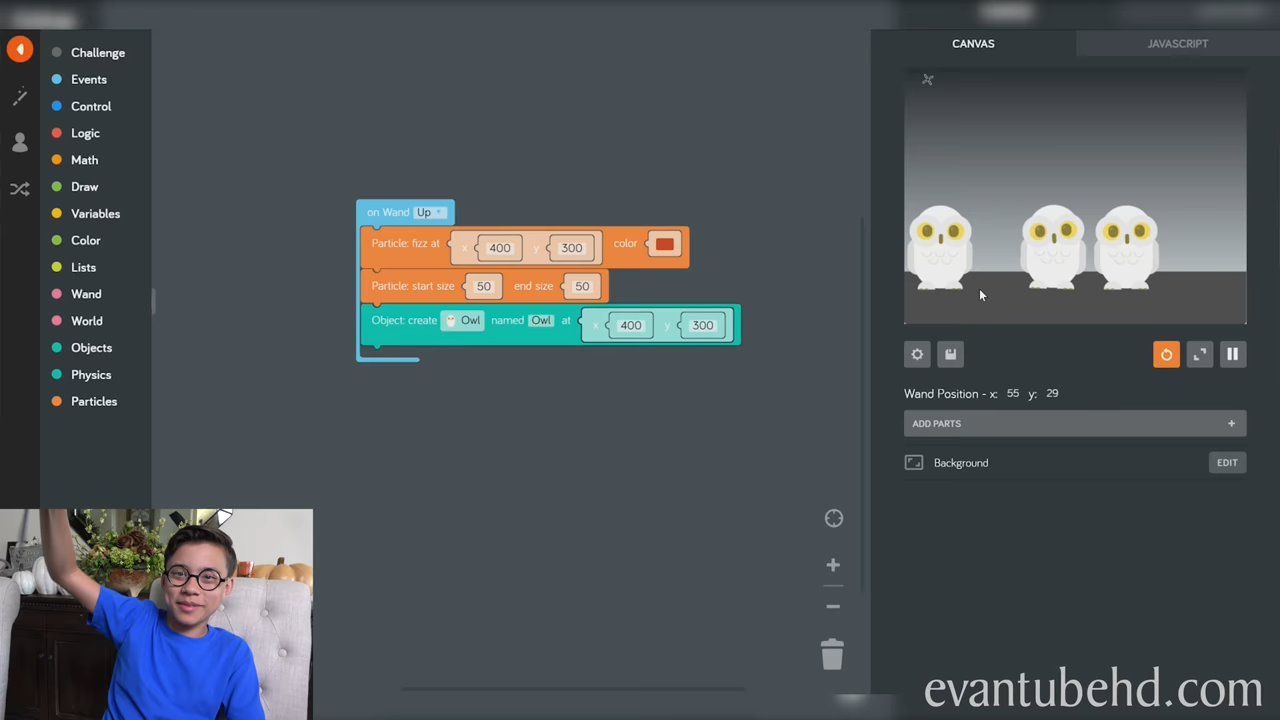 Challenge
Events
Control
Logic
Math
Draw
Variables
Color
Lists
Wand
World
Objects
Physics
Particles
on Wand Up
Particle: fizz at x 400 y 300 color
Particle: start size 50 end size 50
Object: create Owl named Owl at x 400 y 300
CANVAS JAVASCRIPT
Wand Position - x: 55 y: 29
ADD PARTS +
Background EDIT
evantubehd.com